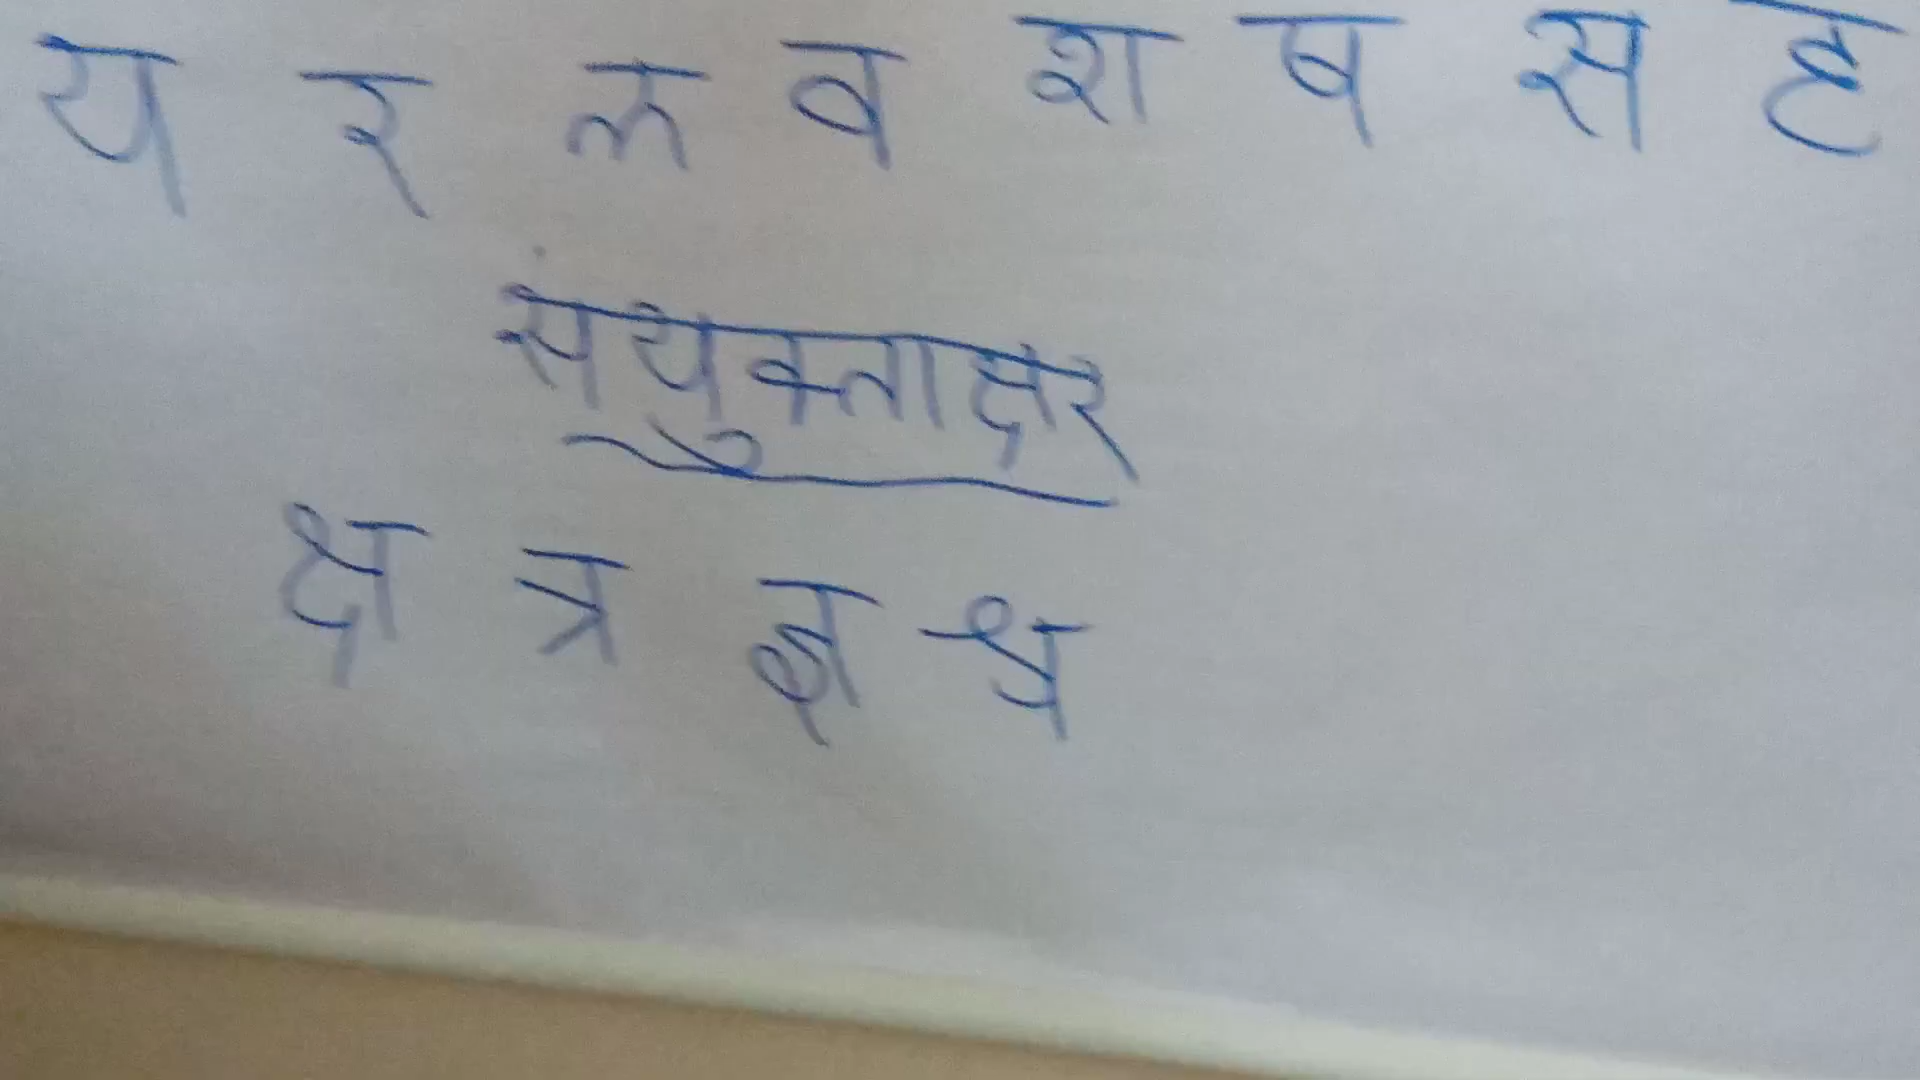 य र ल व श ष स ह
संयुक्ताक्षर
क्ष त्र ज्ञ श्र